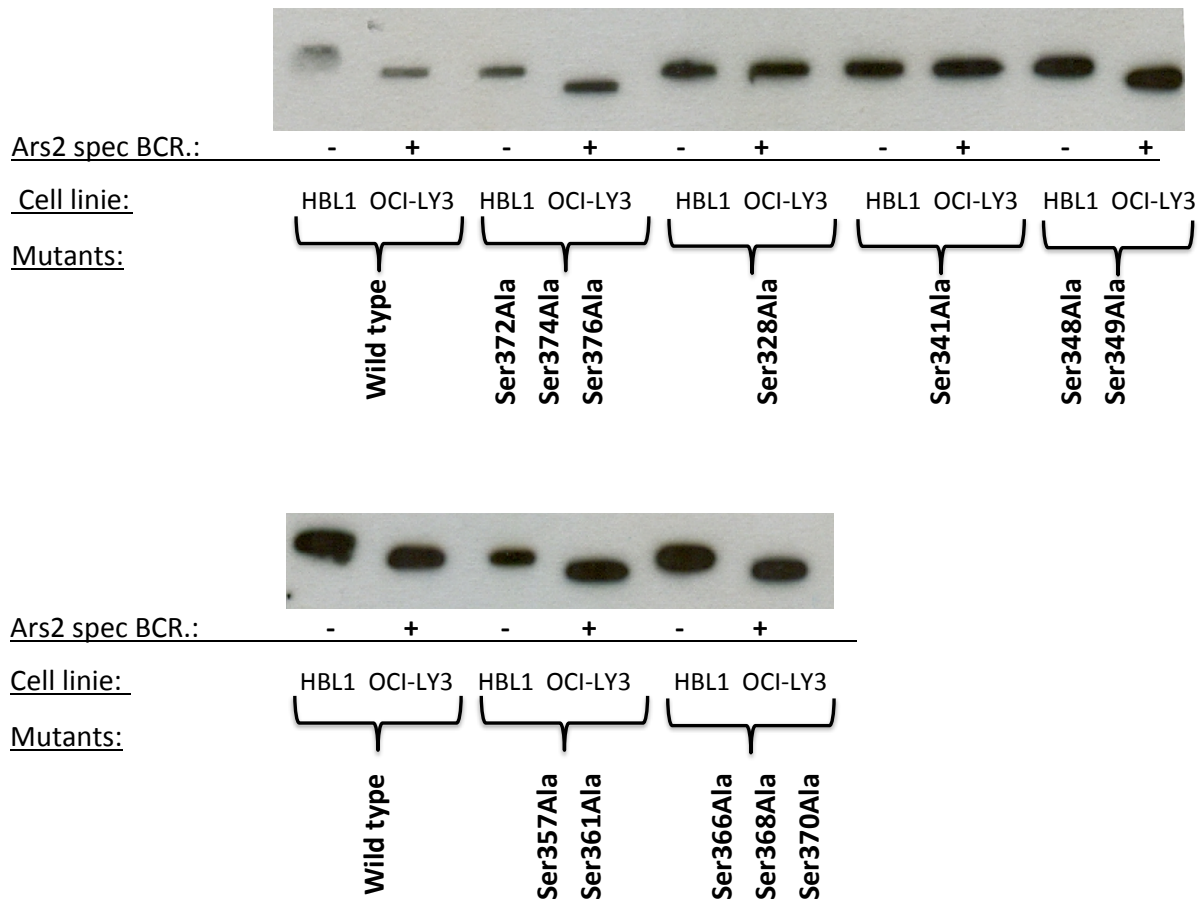 Ars2 spec BCR.: - + - + - + - + - +
Cell linie: HBL1 OCI-LY3 HBL1 OCI-LY3 HBL1 OCI-LY3 HBL1 OCI-LY3 HBL1 OCI-LY3
Mutants:
Wild type
Ser372Ala
Ser374Ala
Ser376Ala
Ser328Ala
Ser341Ala
Ser348Ala
Ser349Ala
Ars2 spec BCR.: - + - + - +
Cell linie: HBL1 OCI-LY3 HBL1 OCI-LY3 HBL1 OCI-LY3
Mutants:
Wild type
Ser357Ala
Ser361Ala
Ser366Ala
Ser368Ala
Ser370Ala